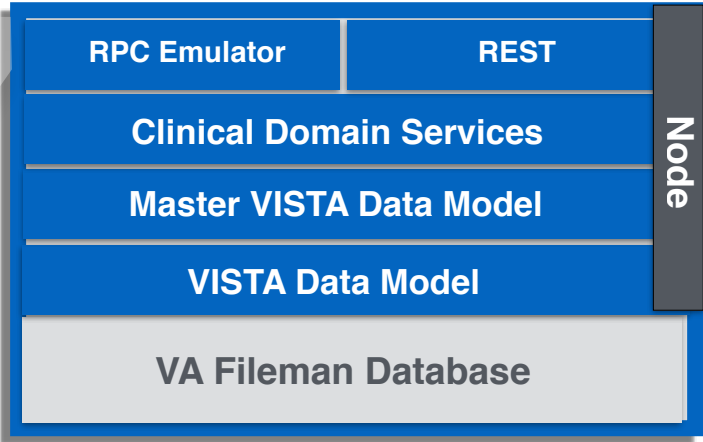 RPC Emulator
REST
Clinical Domain Services
Master VISTA Data Model
VISTA Data Model
VA Fileman Database
Node